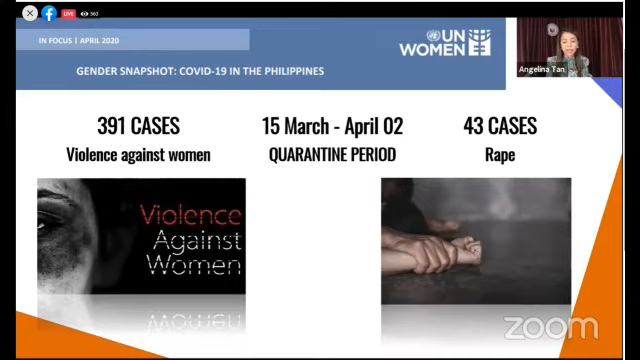 LIVE
563
IN FOCUS | APRIL 2020
UN
WOMEN
GENDER SNAPSHOT: COVID-19 IN THE PHILIPPINES
Angelina Tan
391 CASES
Violence against women
15 March - April 02
QUARANTINE PERIOD
43 CASES
Rape
Violence
Against
Women
zoom